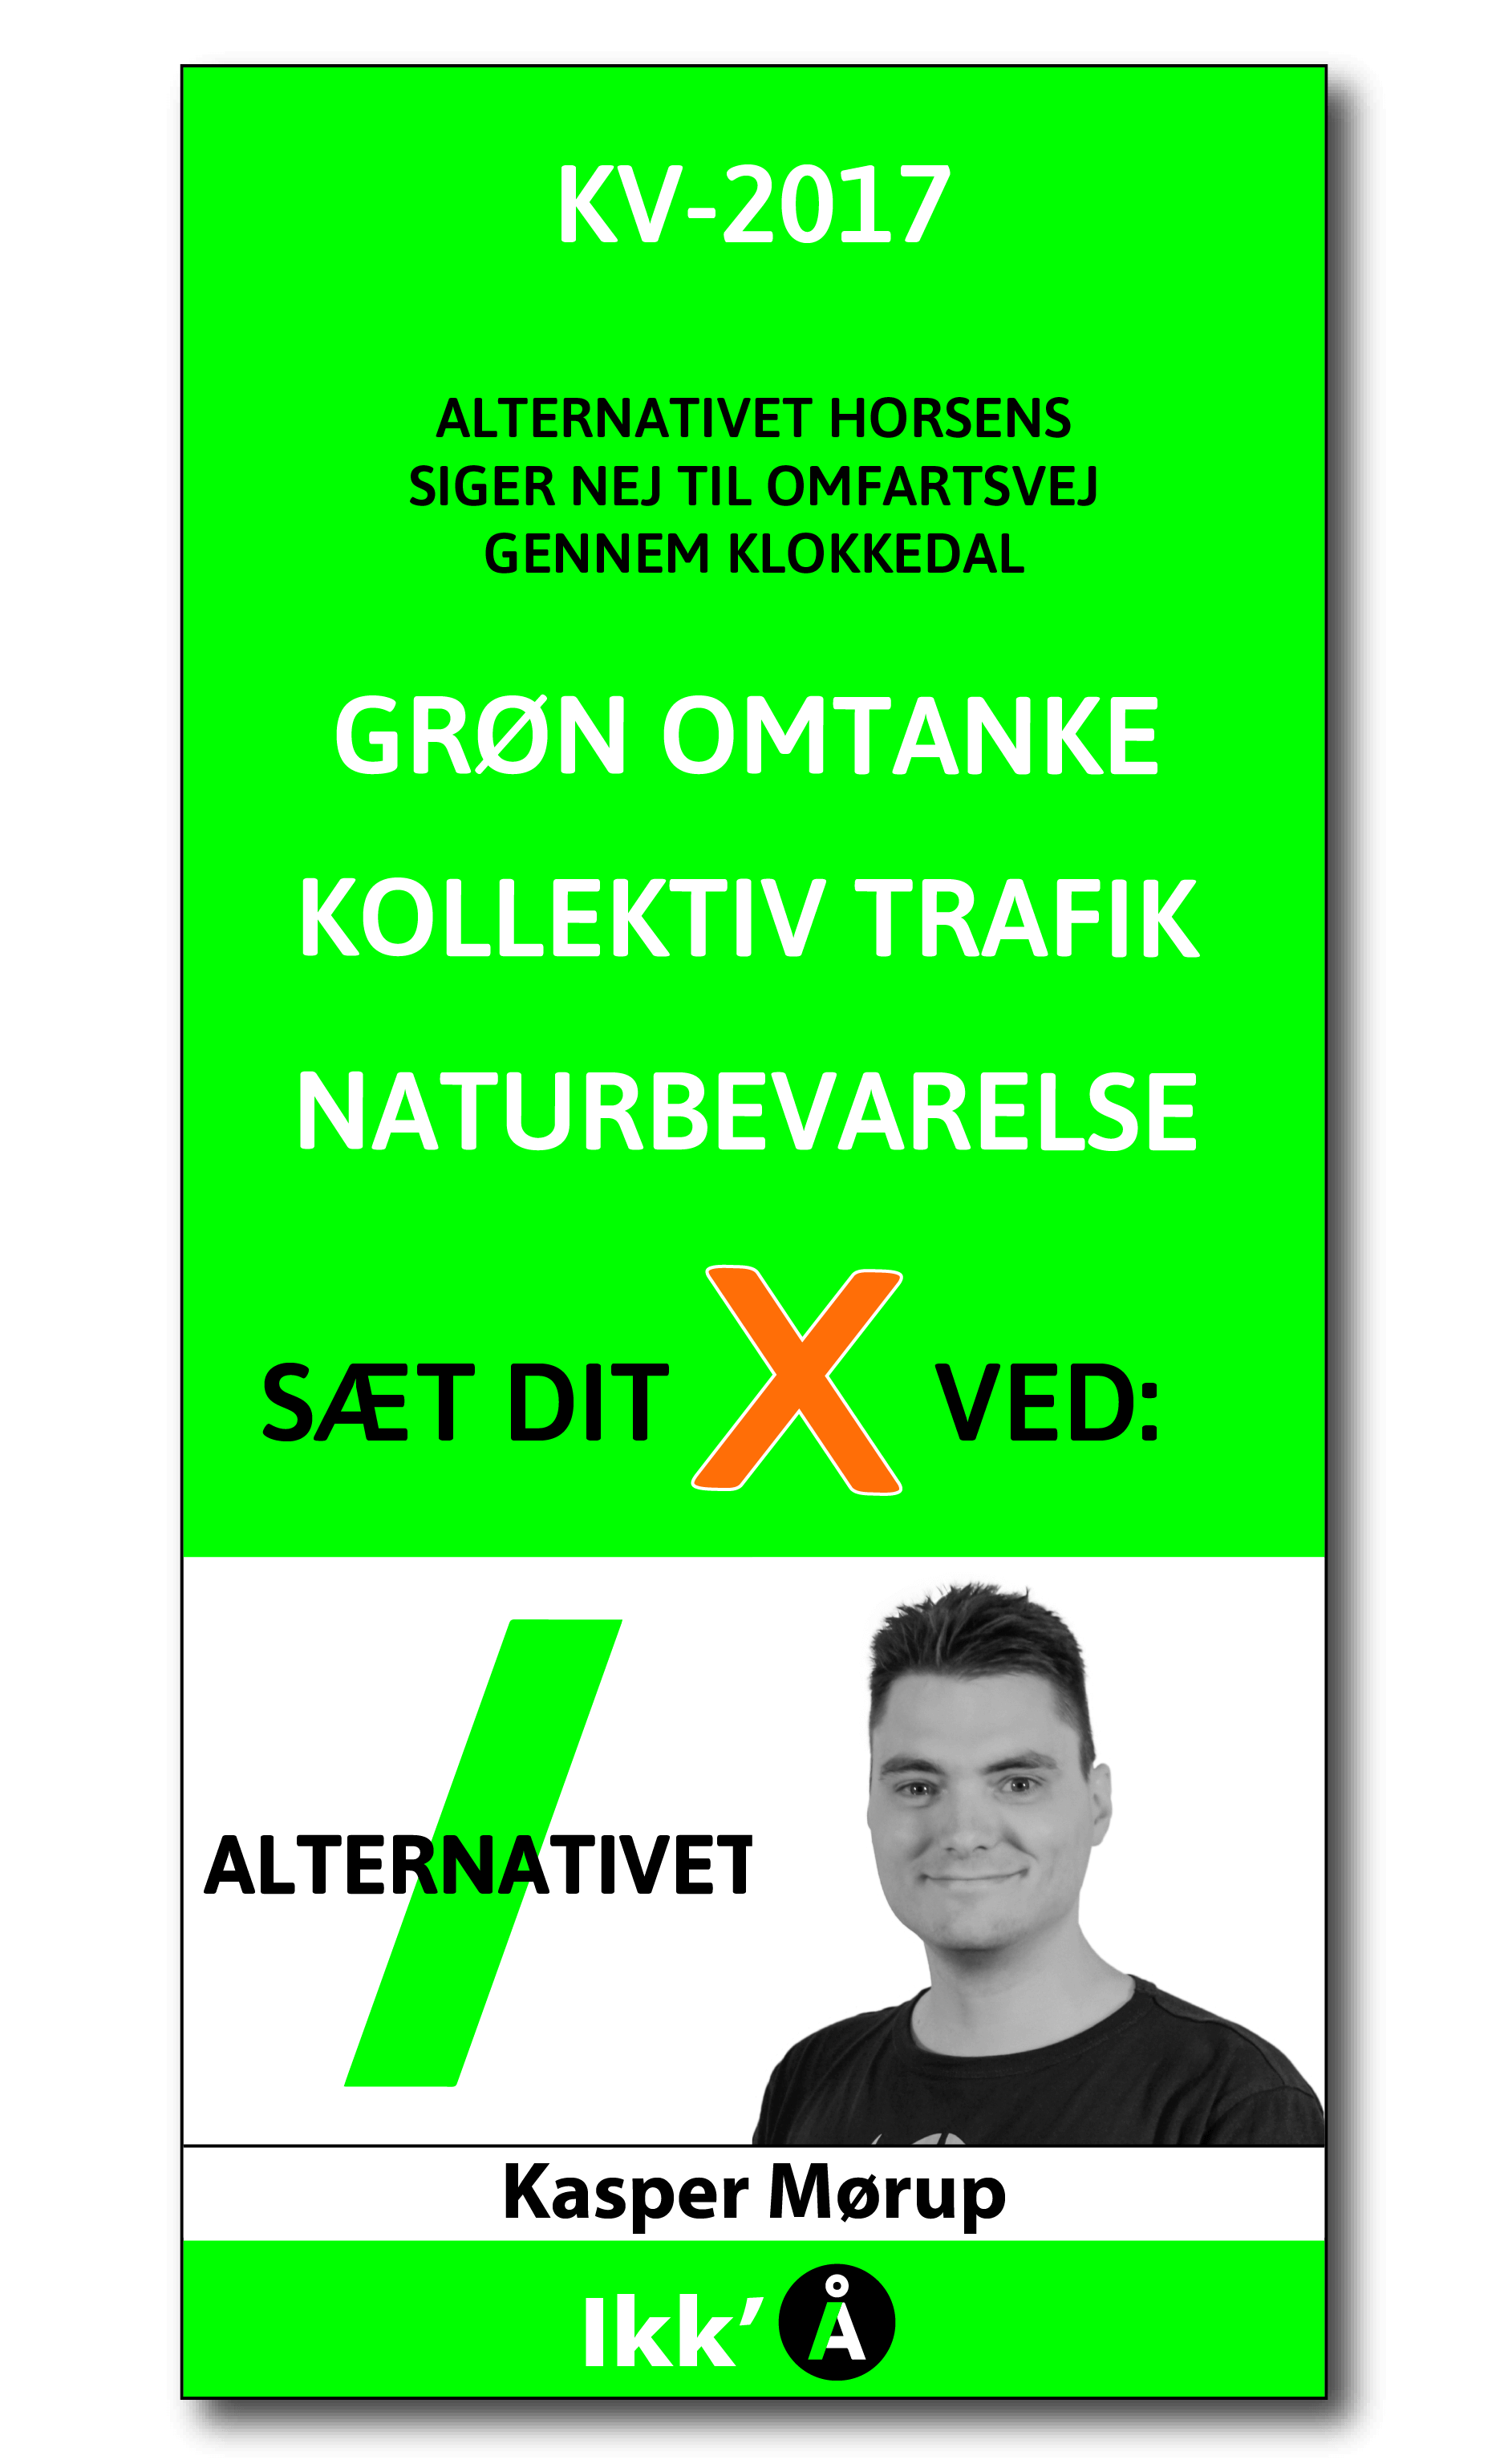 KV-2017
ALTERNATIVET HORSENS
SIGER NEJ TIL OMFARTSVEJ
GENNEM KLOKKEDAL
GRØN OMTANKE
KOLLEKTIV TRAFIK
NATURBEVARELSE
SÆT DIT X VED:
ALTERNATIVET
Kasper Mørup
Ikk’ Å